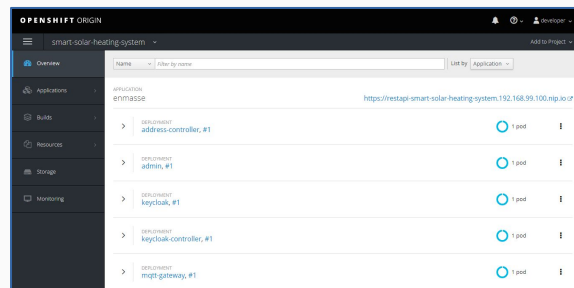 OPENSHIFT ORIGIN
developer
smart-solar-heating-system
Add to Project
Overview
Name
Filter by name
List by
Application
Applications
APPLICATION
enmasse
https://restapi-smart-solar-heating-system.192.168.99.100.nip.io
Builds
DEPLOYMENT
address-controller, #1
1 pod
Resources
DEPLOYMENT
admin, #1
1 pod
Storage
Monitoring
DEPLOYMENT
keycloak, #1
1 pod
DEPLOYMENT
keycloak-controller, #1
1 pod
DEPLOYMENT
mqtt-gateway, #1
1 pod